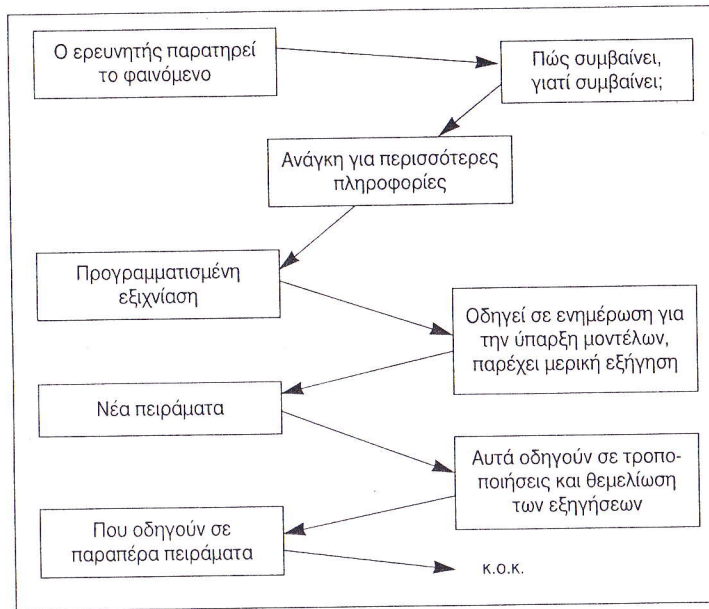 Ο ερευνητής παρατηρεί
το φαινόμενο
Πώς συμβαίνει,
γιατί συμβαίνει;
Ανάγκη για περισσότερες
πληροφορίες
Προγραμματισμένη
εξιχνίαση
Οδηγεί σε ενημέρωση για
την ύπαρξη μοντέλων,
παρέχει μερική εξήγηση
Νέα πειράματα
Αυτά οδηγούν σε τροπο-
ποιήσεις και θεμελίωση
των εξηγήσεων
Που οδηγούν σε
παραπέρα πειράματα
κ.ο.κ.